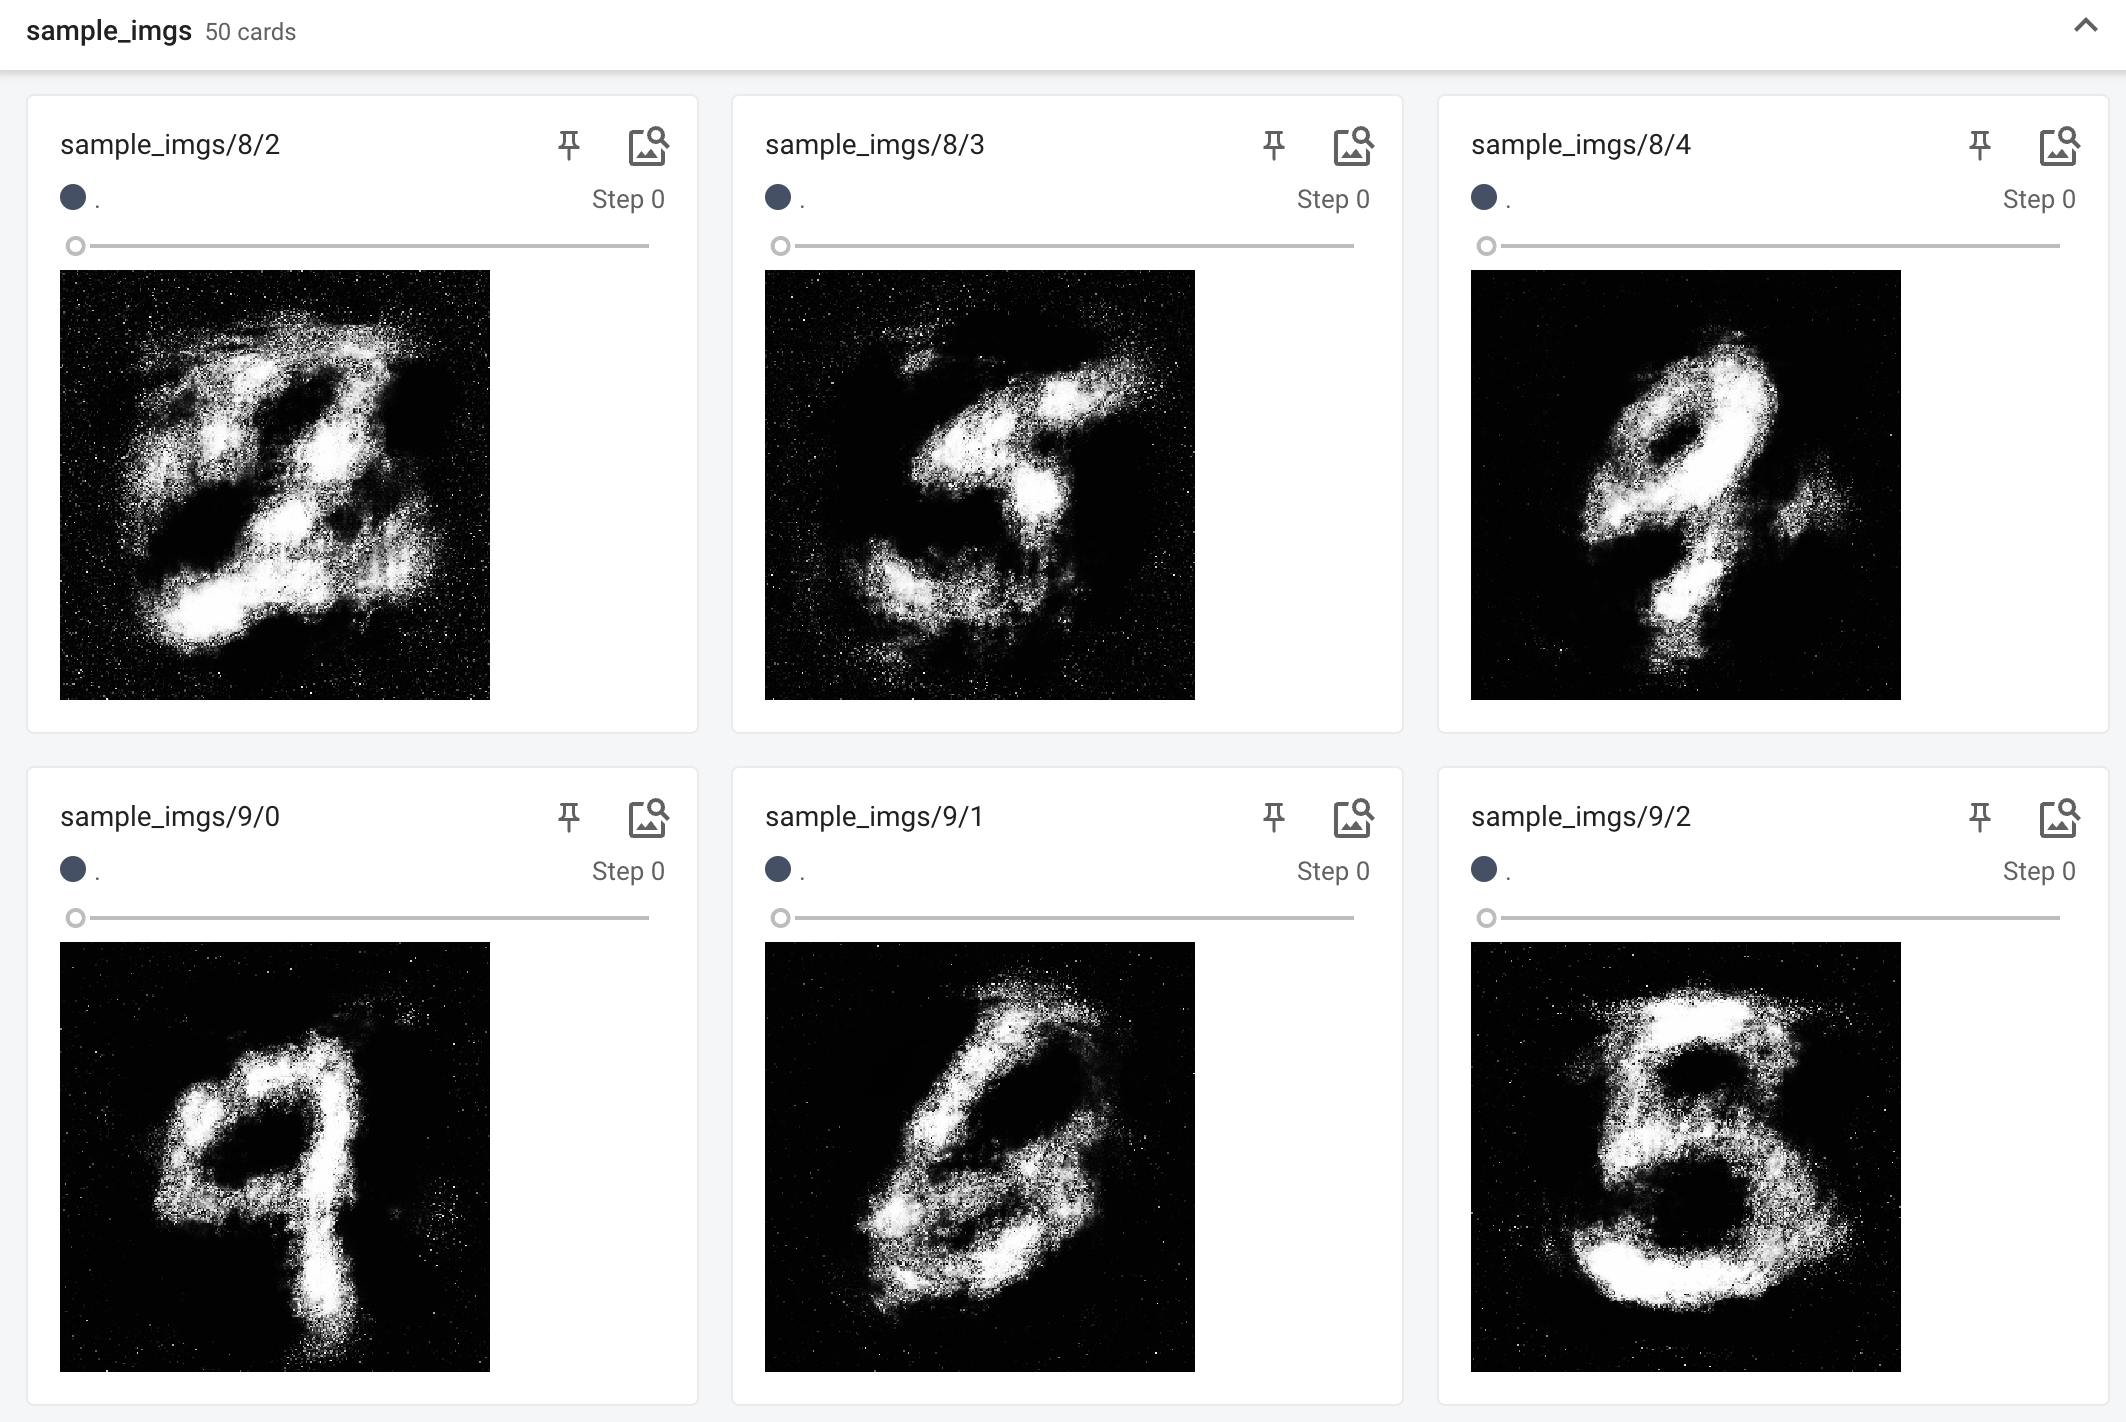 sample_imgs 50 cards
sample_imgs/8/2
. Step 0
sample_imgs/8/3
. Step 0
sample_imgs/8/4
. Step 0
sample_imgs/9/0
. Step 0
9
sample_imgs/9/1
. Step 0
sample_imgs/9/2
. Step 0